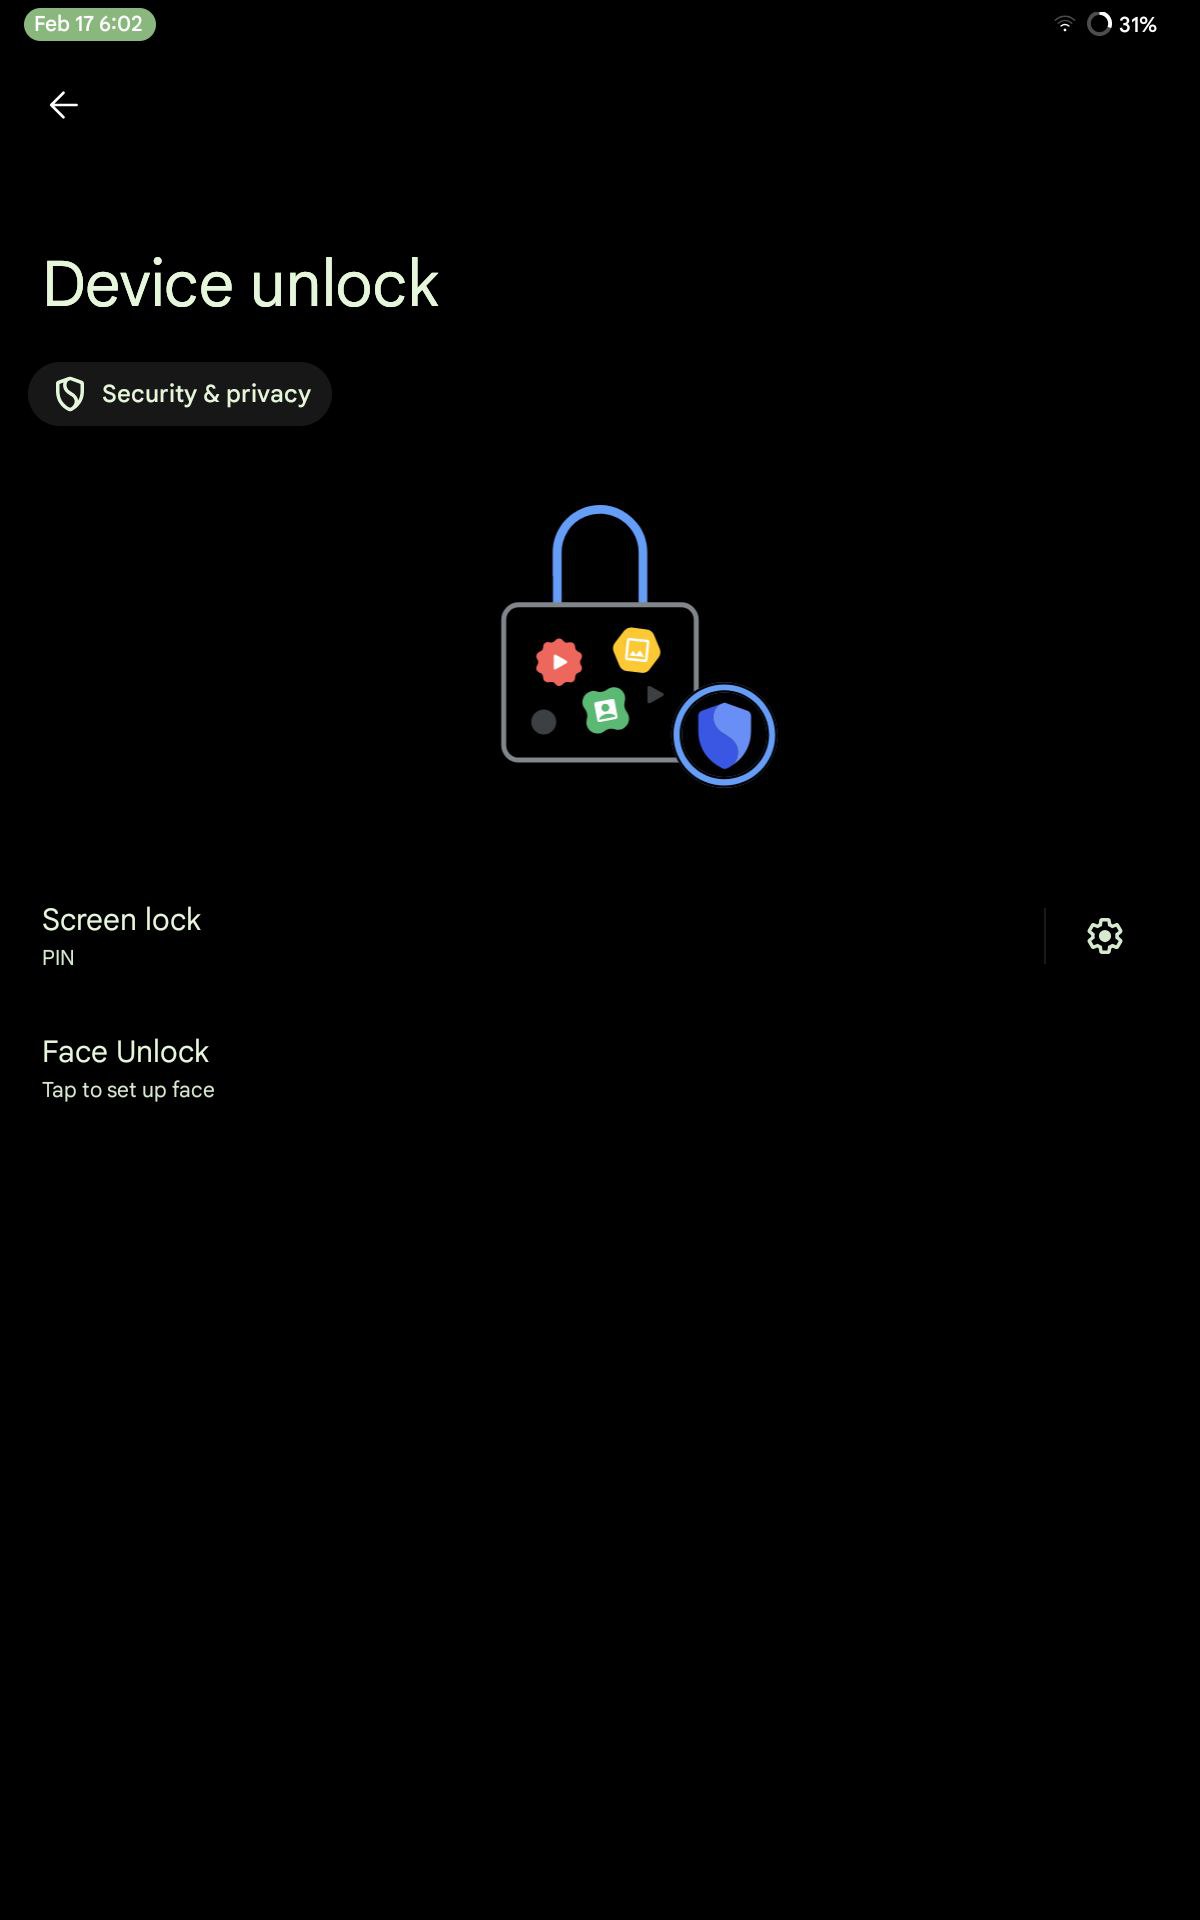 Feb 17 6:02
31%
Device unlock
Security & privacy
Screen lock
PIN
Face Unlock
Tap to set up face